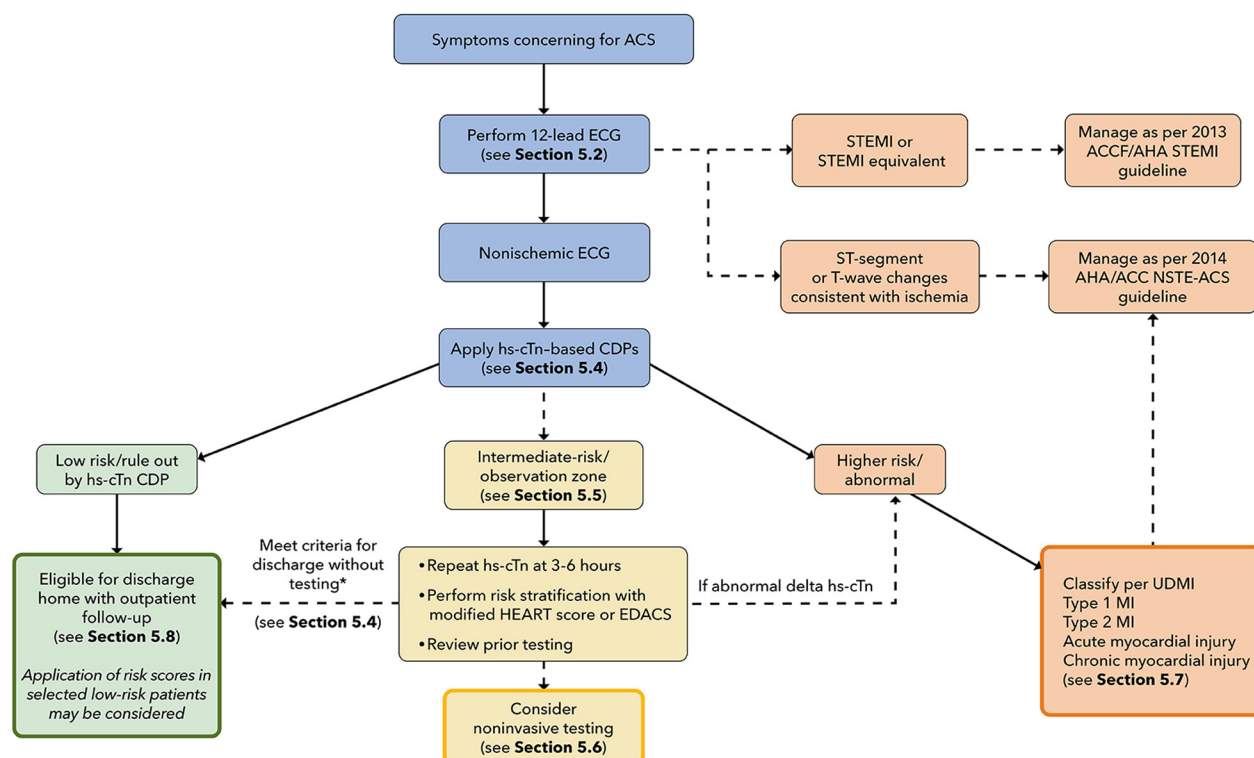 Symptoms concerning for ACS
Perform 12-lead ECG
(see Section 5.2)
STEMI or
STEMI equivalent
Manage as per 2013
ACCF/AHA STEMI
guideline
Nonischemic ECG
ST-segment
or T-wave changes
consistent with ischemia
Manage as per 2014
AHA/ACC NSTE-ACS
guideline
Apply hs-cTn–based CDPs
(see Section 5.4)
Low risk/rule out
by hs-cTn CDP
Intermediate-risk/
observation zone
(see Section 5.5)
Higher risk/
abnormal
Eligible for discharge
home with outpatient
follow-up
(see Section 5.8)
Application of risk scores in
selected low-risk patients
may be considered
Meet criteria for
discharge without
testing*
(see Section 5.4)
• Repeat hs-cTn at 3-6 hours
• Perform risk stratification with
modified HEART score or EDACS
• Review prior testing
If abnormal delta hs-cTn
Classify per UDMI
Type 1 MI
Type 2 MI
Acute myocardial injury
Chronic myocardial injury
(see Section 5.7)
Consider
noninvasive testing
(see Section 5.6)